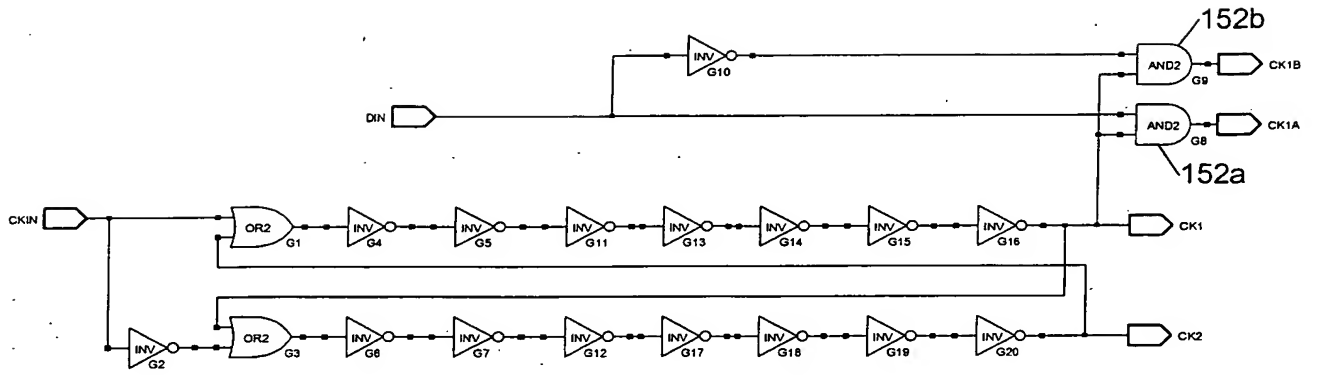 152b
INV
G10
AND2
G9
CK1B
DIN
AND2
G8
CK1A
152a
CKIN
OR2
G1
INV
G4
INV
G5
INV
G11
INV
G13
INV
G14
INV
G15
INV
G16
CK1
INV
G2
OR2
G3
INV
G6
INV
G7
INV
G12
INV
G17
INV
G18
INV
G19
INV
G20
CK2